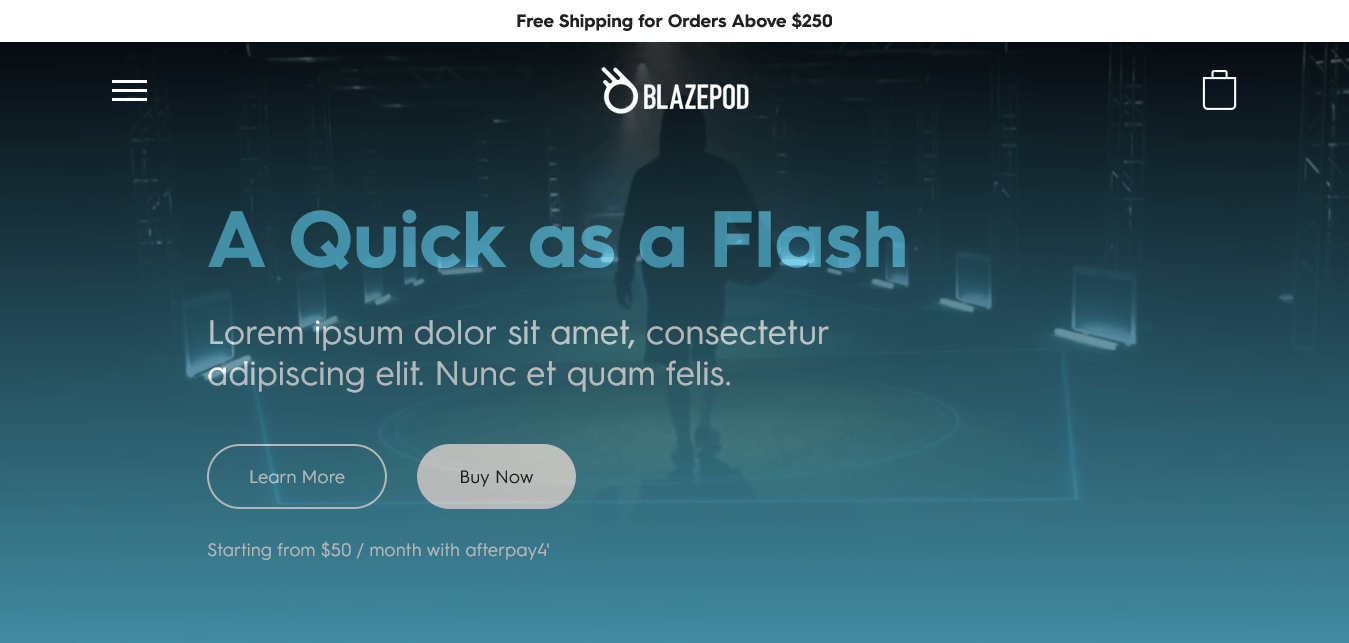 Free Shipping for Orders Above $250
BLAZEPOD
A Quick as a Flash
Lorem ipsum dolor sit amet, consectetur
adipiscing elit. Nunc et quam felis.
Learn More
Buy Now
Starting from $50 / month with afterpay4'